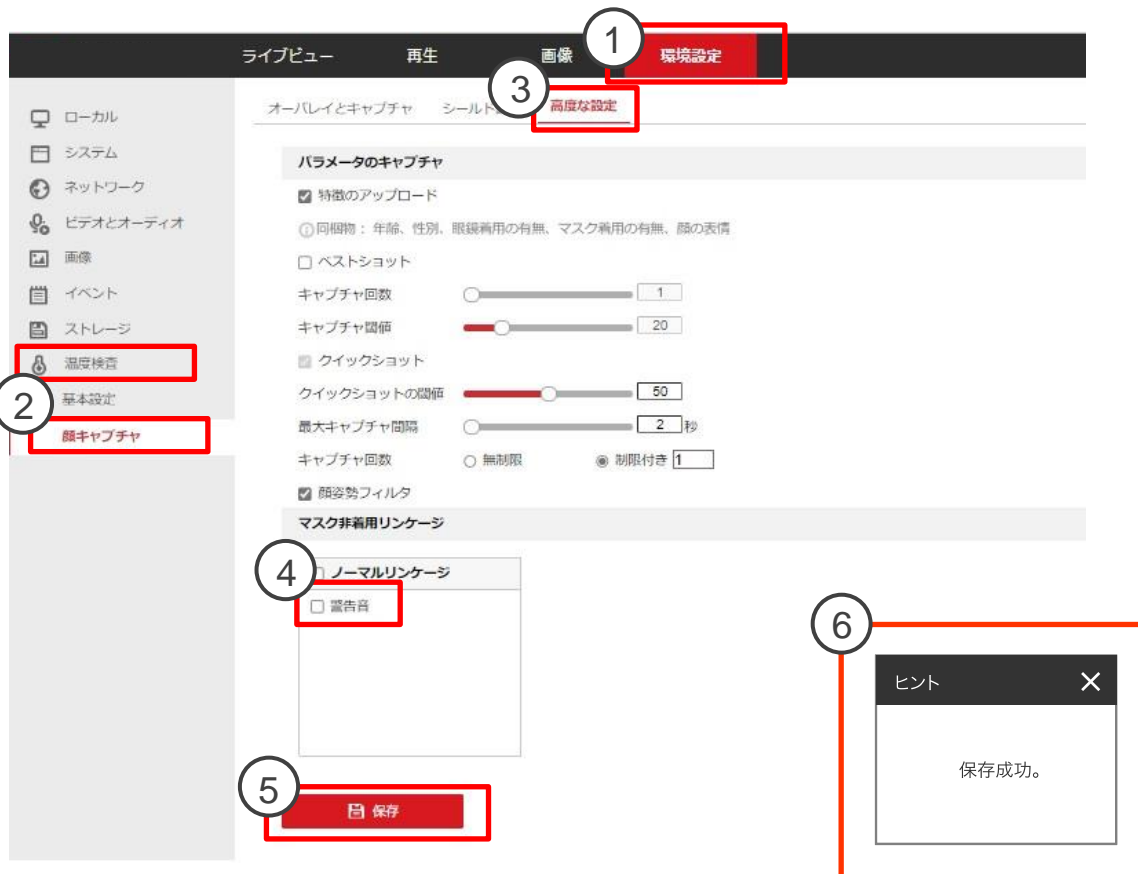 ライブビュー 再生 画像 1 環境設定
3
オーバレイとキャプチャ シールド 高度な設定
ローカル
システム
ネットワーク
ビデオとオーディオ
画像
イベント
ストレージ
温度検査
2 基本設定
顔キャプチャ
パラメータのキャプチャ
特徴のアップロード
同梱物: 年齢、性別、眼鏡着用の有無、マスク着用の有無、顔の表情
ベストショット
キャプチャ回数 1
キャプチャ閾値 20
クイックショット
クイックショットの閾値 50
最大キャプチャ間隔 2 秒
キャプチャ回数 無制限 制限付き 1
顔姿勢フィルタ
マスク非着用リンケージ
4 ノーマルリンケージ
警告音
5 保存
6
ヒント
保存成功。